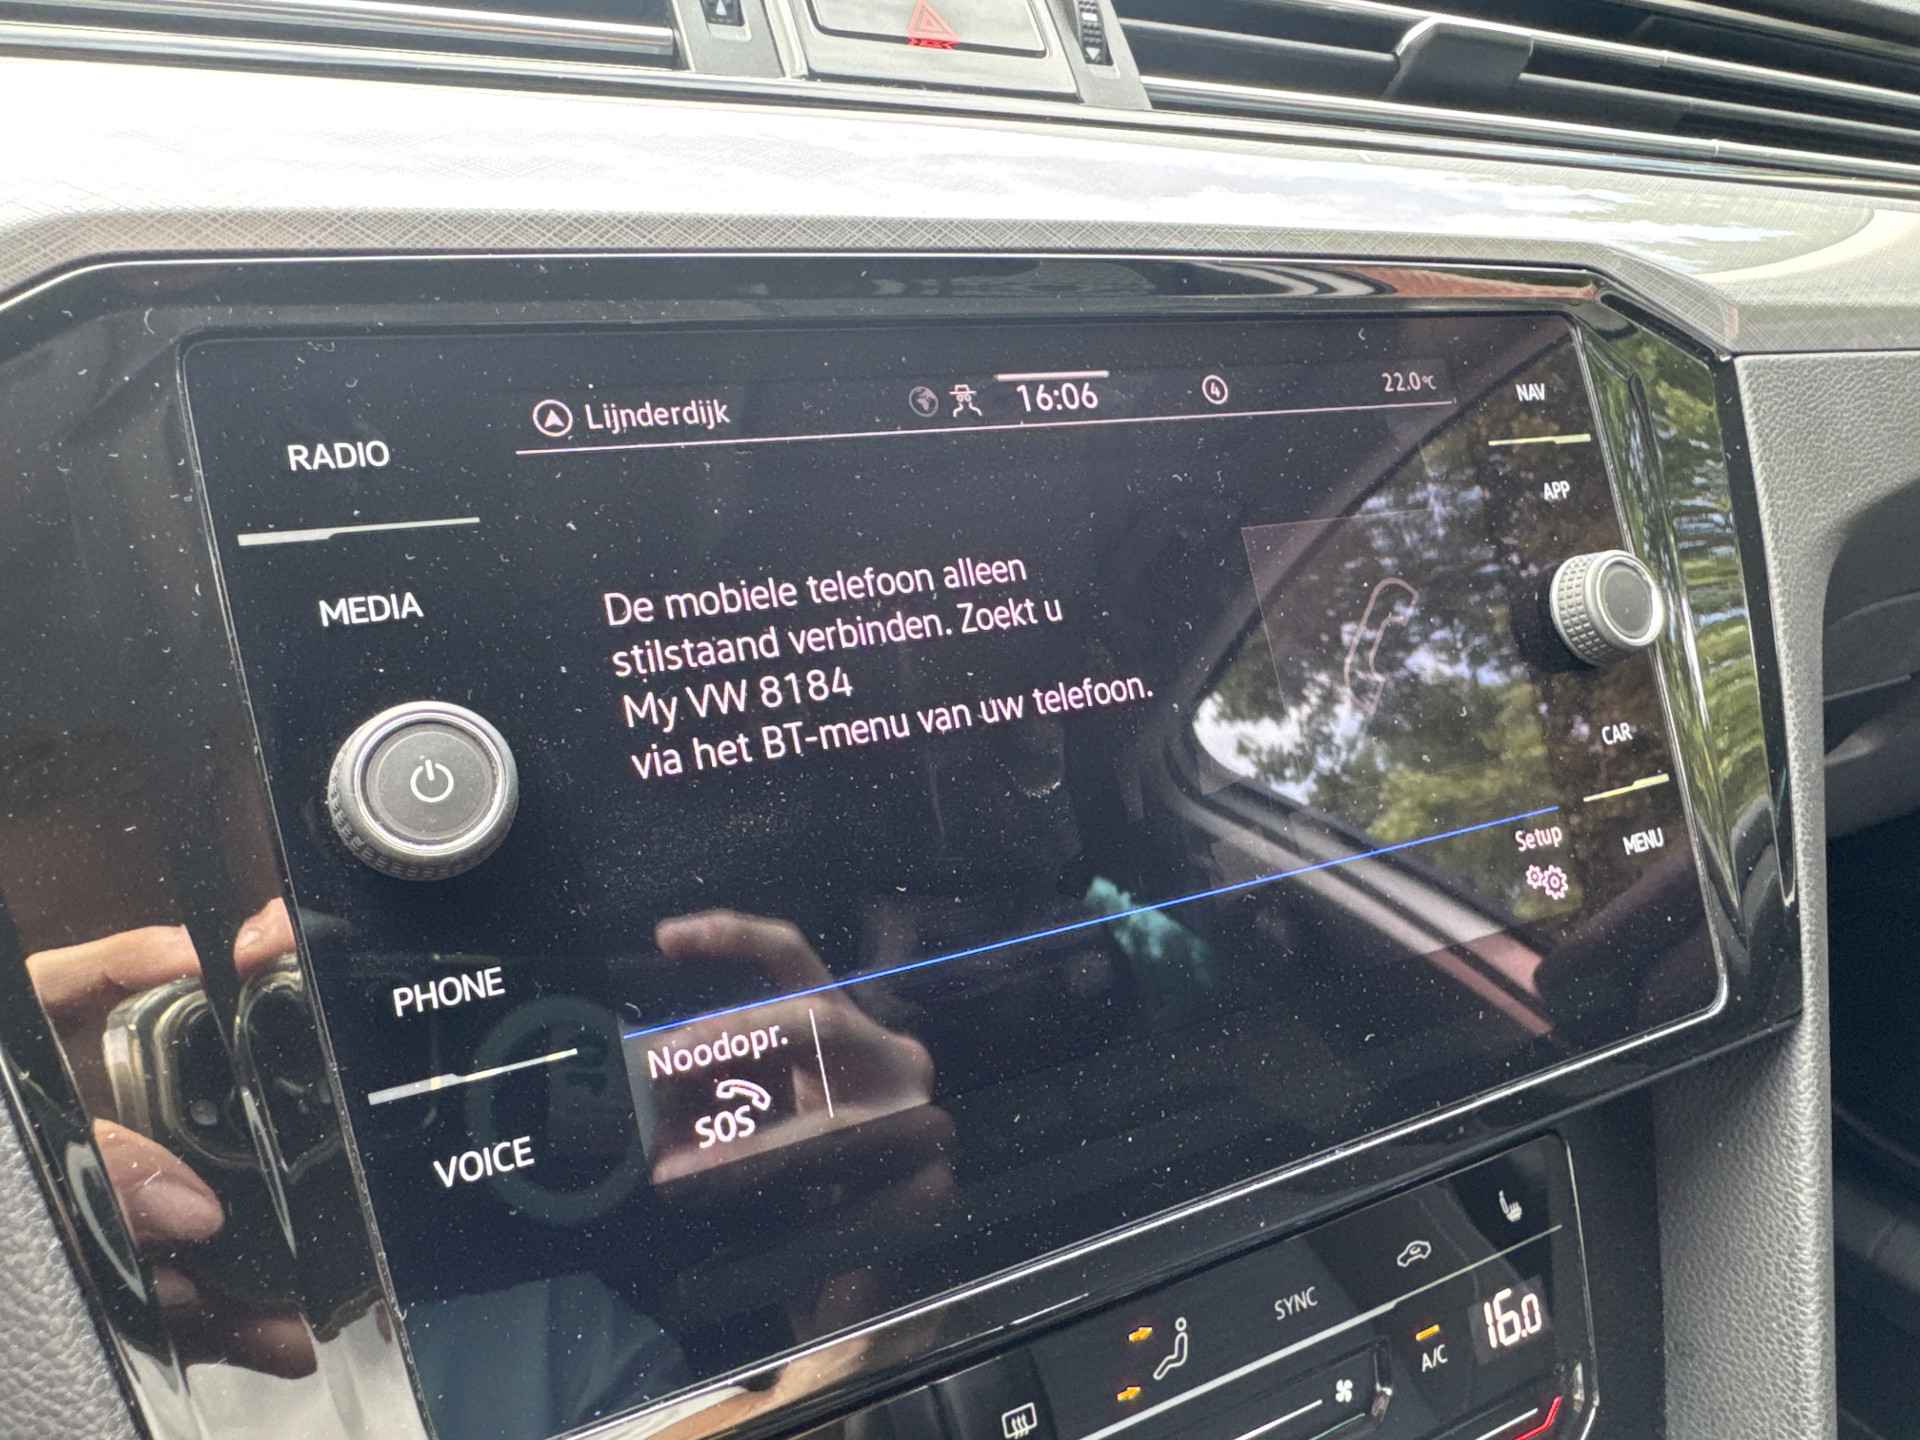 Lijnderdijk
16:06
4
22.0°C
NAV
RADIO
APP
MEDIA
De mobiele telefoon alleen
stilstaand verbinden. Zoekt u
My VW 8184
via het BT-menu van uw telefoon.
CAR
Setup
MENU
PHONE
Noodopr.
SOS
VOICE
SYNC
A/C
16.0